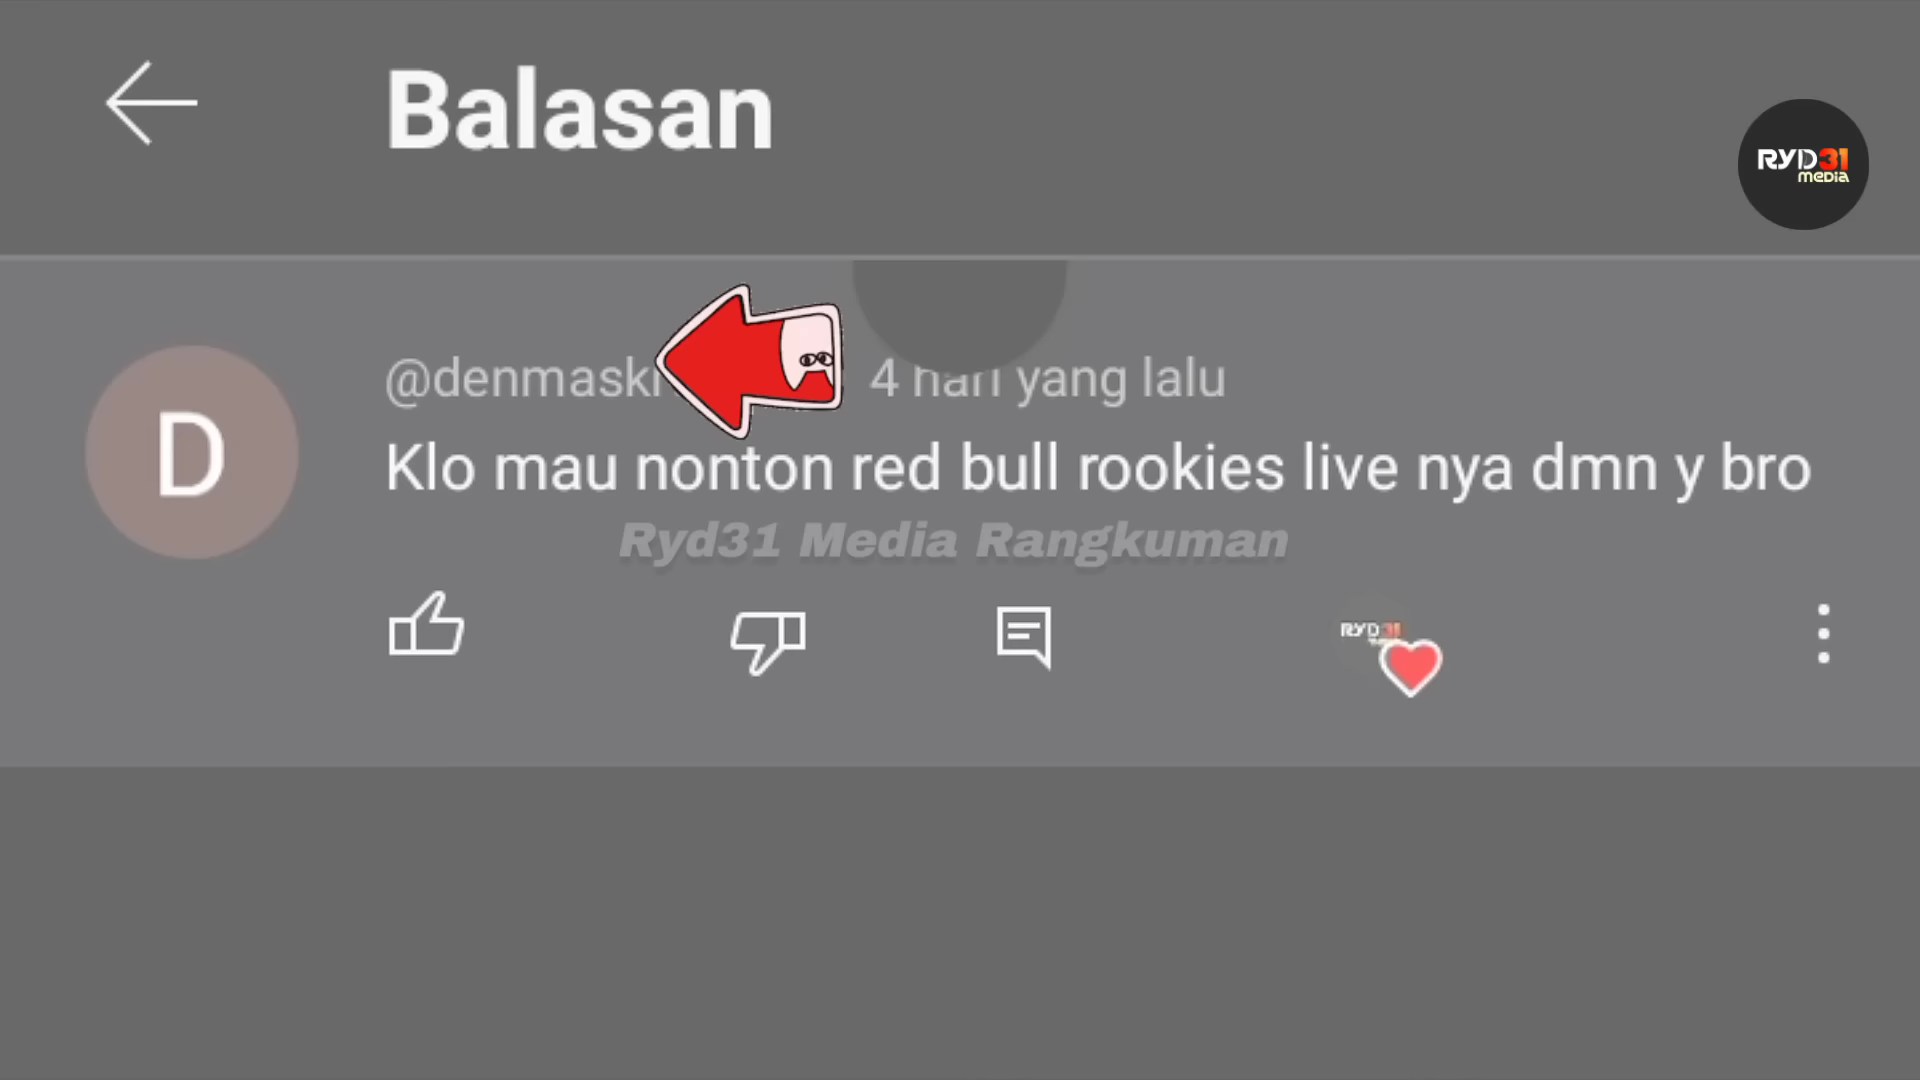 Balasan
RYD31
media
4 hari yang lalu
Klo mau nonton red bull rookies live nya dmn y bro
Ryd31 Media Rangkuman
RYD31
D